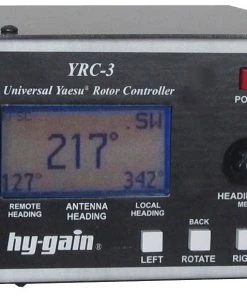 YRC-3
Universal Yaesu® Rotor Controller
SW
217°
127°
342°
REMOTE HEADING
ANTENNA HEADING
LOCAL HEADING
hy-gain®
BACK
LEFT
ROTATE